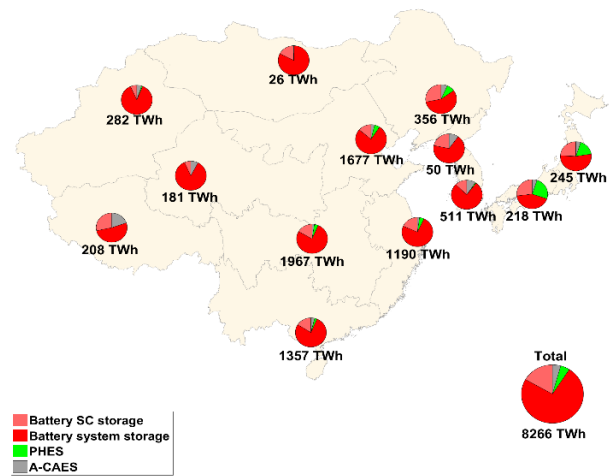 26 TWh
282 TWh
356 TWh
1677 TWh
50 TWh
245 TWh
181 TWh
511 TWh
218 TWh
208 TWh
1967 TWh
1190 TWh
1357 TWh
Total
8266 TWh
Battery SC storage
Battery system storage
PHES
A-CAES